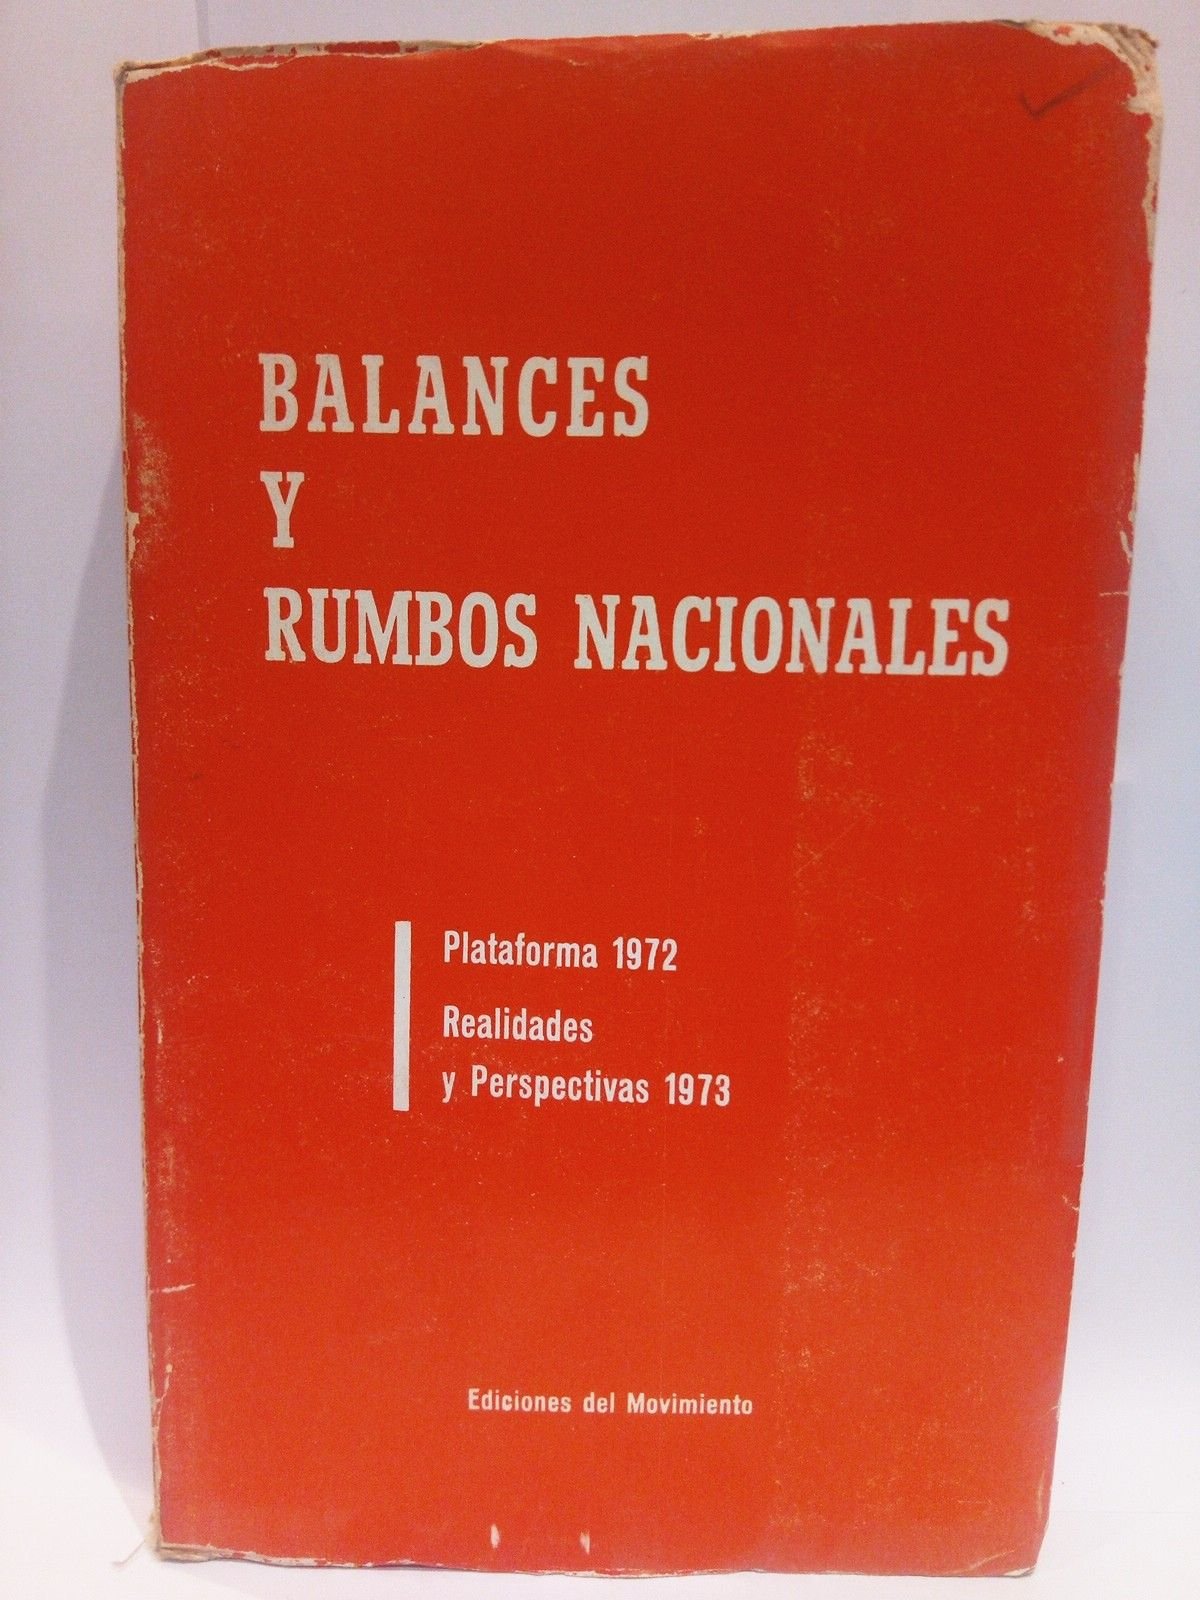 BALANCES
Y
RUMBOS NACIONALES
Plataforma 1972
Realidades
y Perspectivas 1973
Ediciones del Movimiento